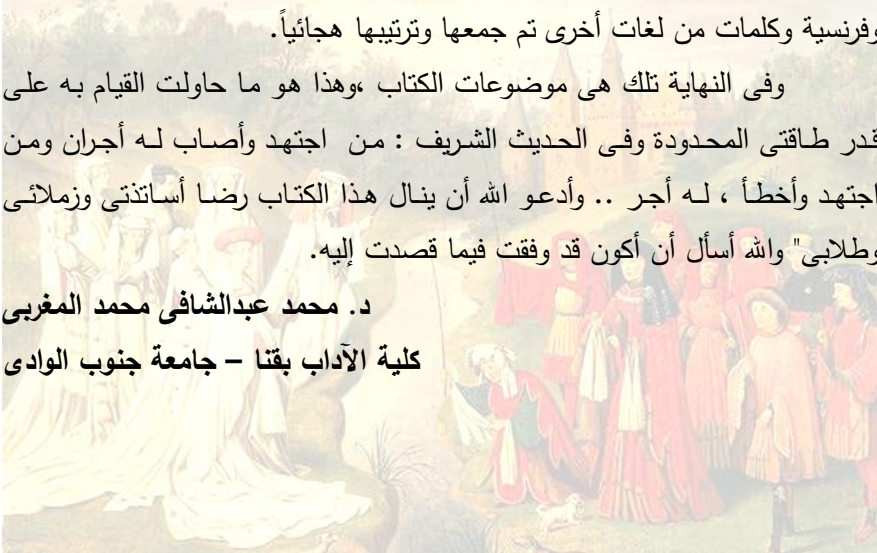 وفرنسية وكلمات من لغات أخرى تم جمعها وترتيبها هجائياً.
وفى النهاية تلك هى موضوعات الكتاب ،وهذا هو ما حاولت القيام به على
قدر طاقتى المحدودة وفى الحديث الشريف : من اجتهد وأصاب له أجران ومن
اجتهد وأخطأ ، له أجر .. وأدعو الله أن ينال هذا الكتاب رضا أساتذتى وزملائى
وطلابى" والله أسأل أن أكون قد وفقت فيما قصدت إليه.
د. محمد عبدالشافى محمد المغربى
كلية الآداب بقنا – جامعة جنوب الوادى